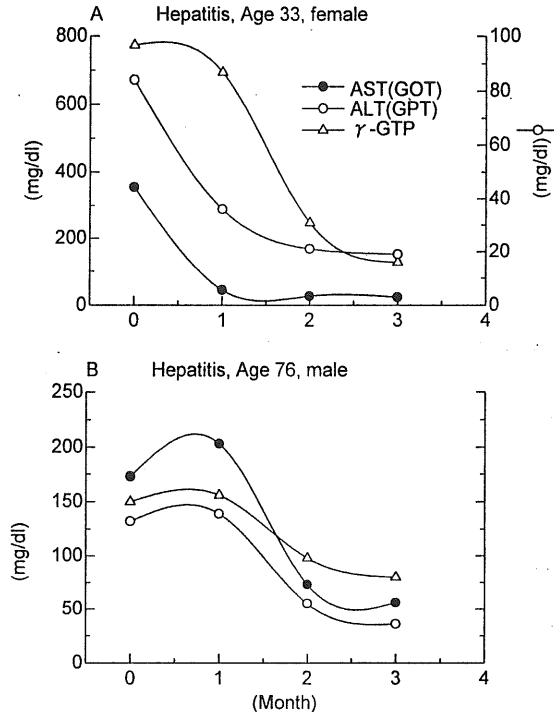 A Hepatitis, Age 33, female
800
600
400
200
0
(mg/dl)
100
80
60
40
20
0
(mg/dl)
AST(GOT)
ALT(GPT)
γ-GTP
0 1 2 3 4
B Hepatitis, Age 76, male
250
200
150
100
50
0
(mg/dl)
0 1 2 3 4
(Month)